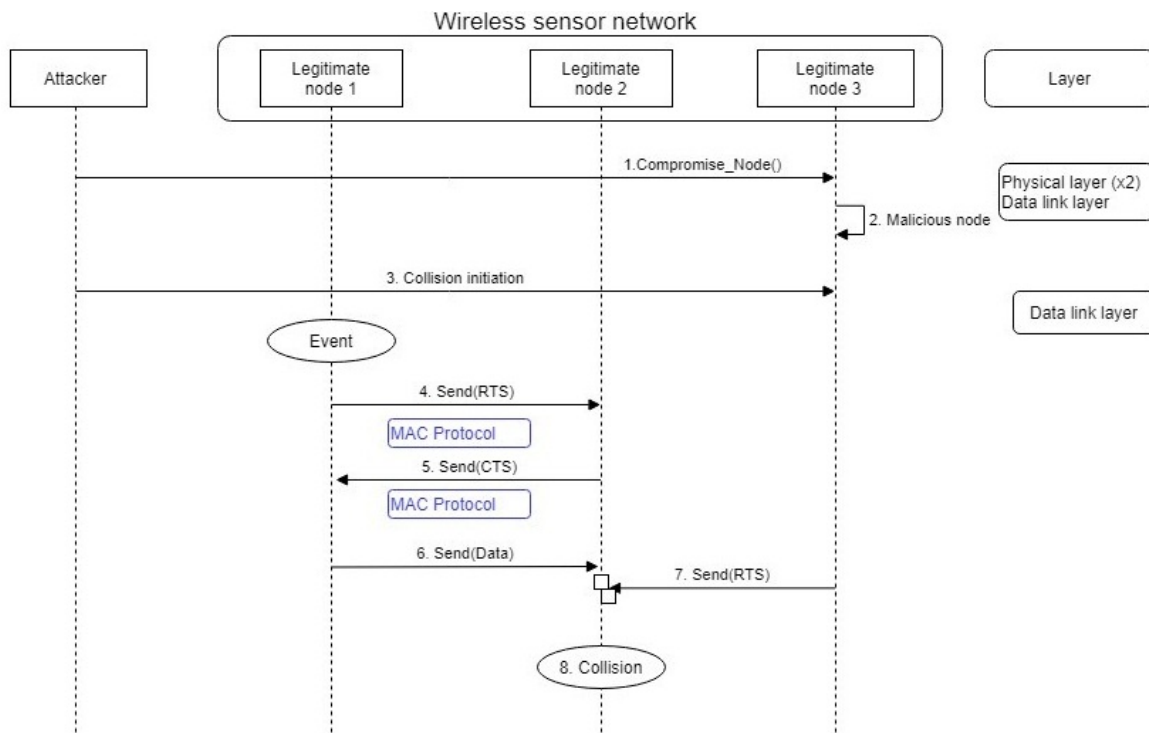 Wireless sensor network
Attacker
Legitimate
node 1
Legitimate
node 2
Legitimate
node 3
Layer
1.Compromise_Node()
Physical layer (x2)
Data link layer
2. Malicious node
3. Collision initiation
Data link layer
Event
4. Send(RTS)
MAC Protocol
5. Send(CTS)
MAC Protocol
6. Send(Data)
7. Send(RTS)
8. Collision